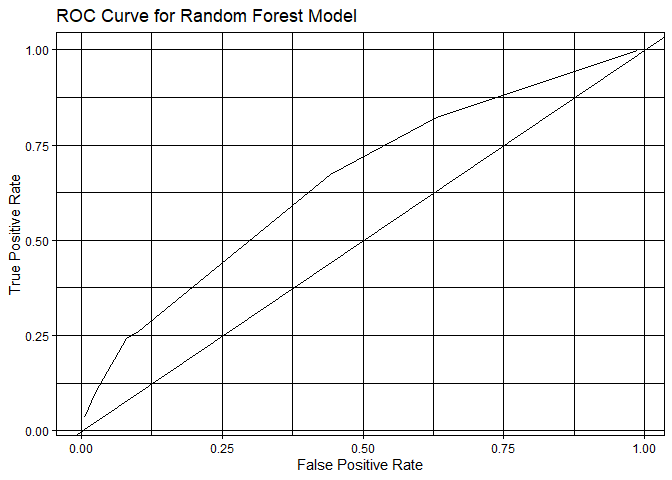 ROC Curve for Random Forest Model
1.00
0.75
0.50
0.25
0.00
True Positive Rate
0.00 0.25 0.50 0.75 1.00
False Positive Rate